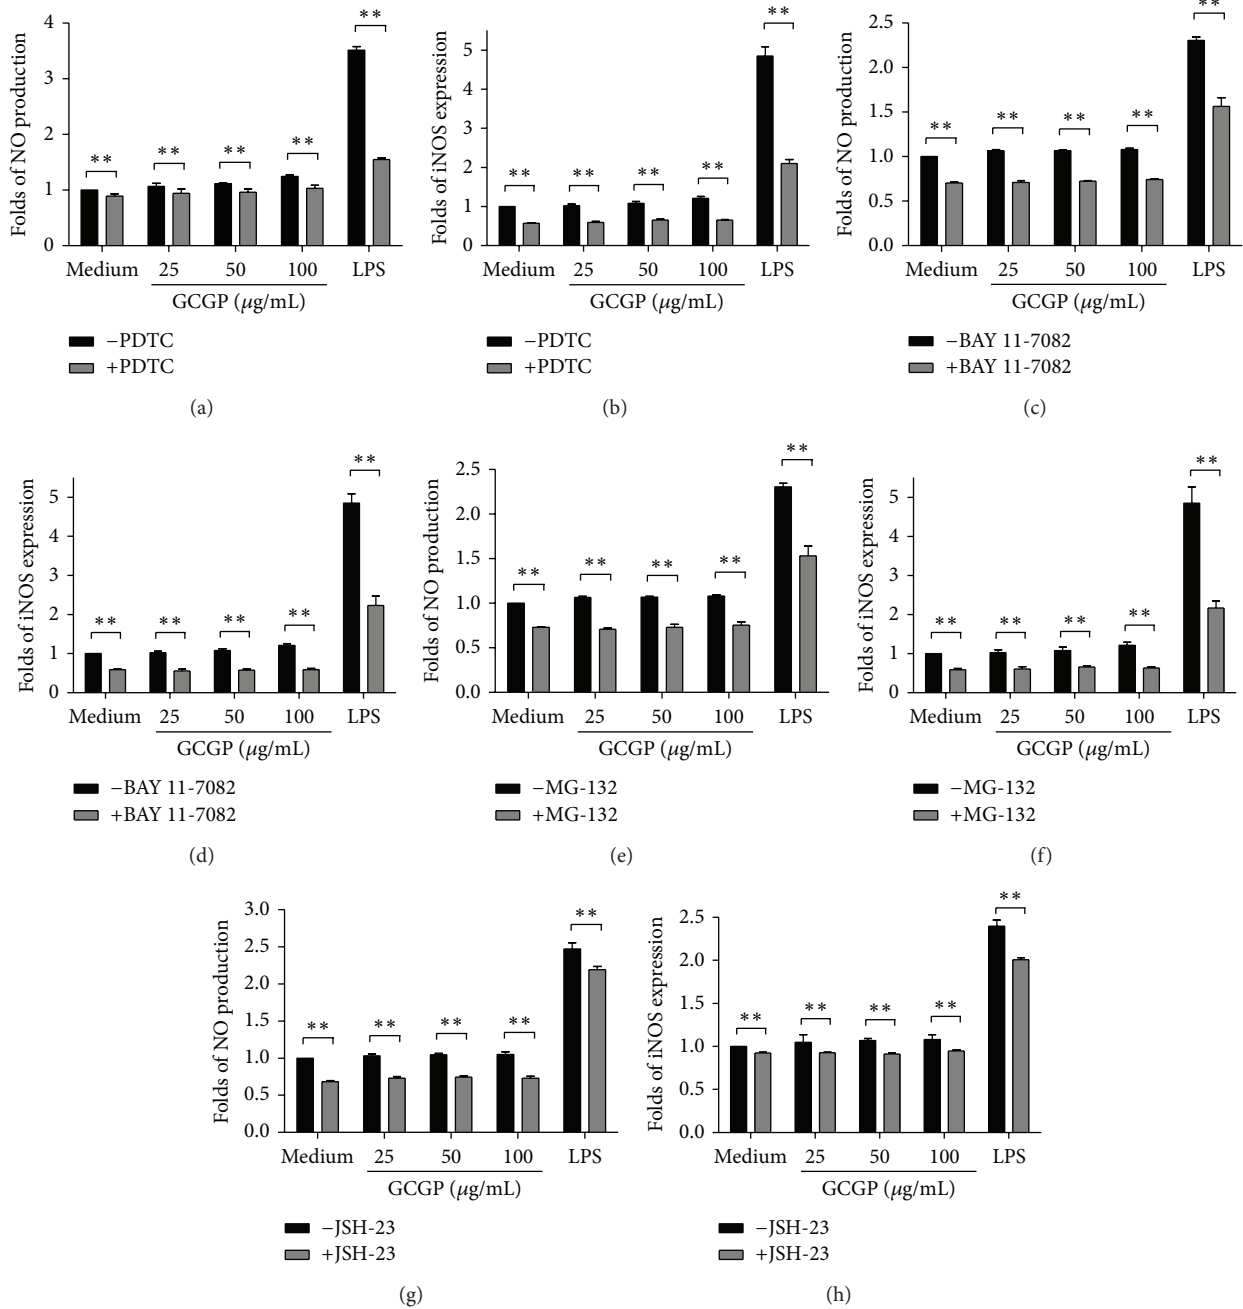 Folds of NO production
4
3
2
1
0
** ** ** ** **
Medium 25 50 100 LPS
GCGP (μg/mL)
−PDTC
+PDTC
(a)
Folds of iNOS expression
5
4
3
2
1
0
** ** ** ** **
Medium 25 50 100 LPS
GCGP (μg/mL)
−PDTC
+PDTC
(b)
Folds of NO production
2.5
2.0
1.5
1.0
0.5
0.0
** ** ** ** **
Medium 25 50 100 LPS
GCGP (μg/mL)
−BAY 11-7082
+BAY 11-7082
(c)
Folds of iNOS expression
5
4
3
2
1
0
** ** ** ** **
Medium 25 50 100 LPS
GCGP (μg/mL)
−BAY 11-7082
+BAY 11-7082
(d)
Folds of NO production
2.5
2.0
1.5
1.0
0.5
0.0
** ** ** ** **
Medium 25 50 100 LPS
GCGP (μg/mL)
−MG-132
+MG-132
(e)
Folds of iNOS expression
5
4
3
2
1
0
** ** ** ** **
Medium 25 50 100 LPS
GCGP (μg/mL)
−MG-132
+MG-132
(f)
Folds of NO production
3.0
2.5
2.0
1.5
1.0
0.5
0.0
** ** ** ** **
Medium 25 50 100 LPS
GCGP (μg/mL)
−JSH-23
+JSH-23
(g)
Folds of iNOS expression
2.5
2.0
1.5
1.0
0.5
0.0
** ** ** ** **
Medium 25 50 100 LPS
GCGP (μg/mL)
−JSH-23
+JSH-23
(h)